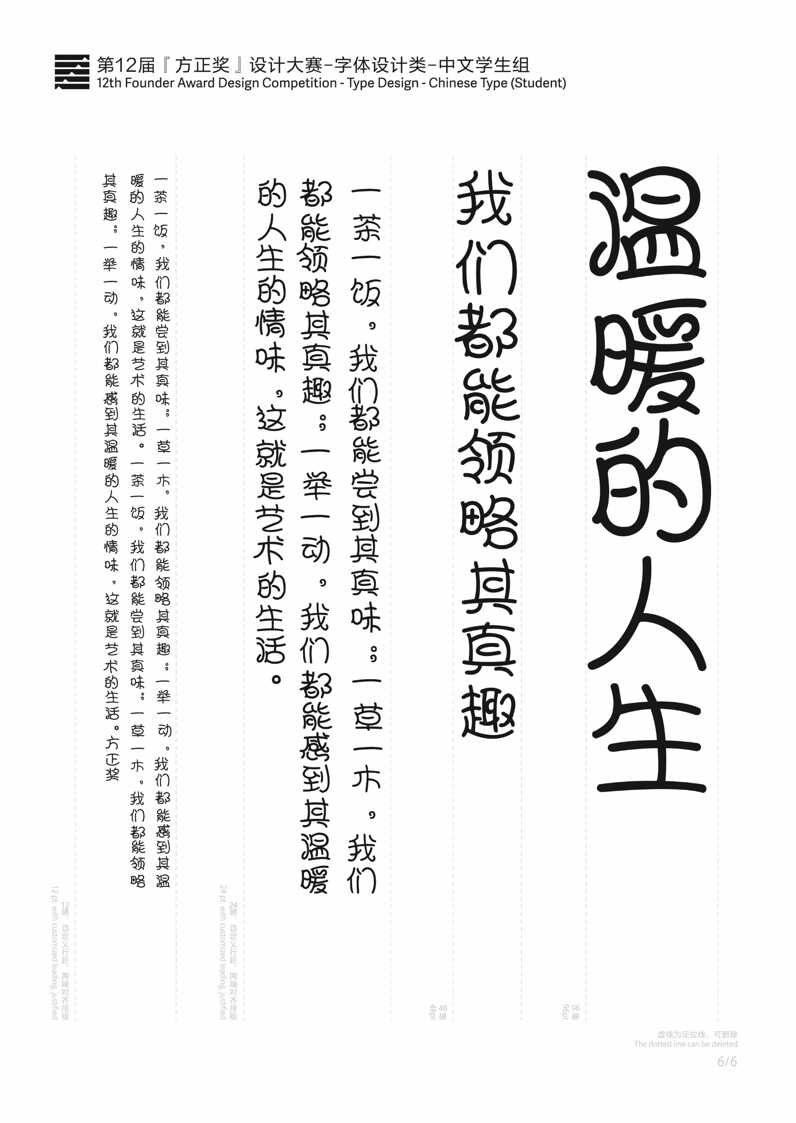 第12届『方正奖』设计大赛-字体设计类-中文学生组
12th Founder Award Design Competition - Type Design - Chinese Type (Student)
温暖的人生
96磅
96pt
我们都能领略其真趣
48磅
48pt
一茶一饭，我们都能尝到其真味；一草一木，我们
都能领略其真趣；一举一动，我们都能感到其温暖
的人生的情味，这就是艺术的生活。
24磅，自定义行距，两端对齐排版
24 pt. with customized leading, justified
一茶一饭，我们都能尝到其真味；一草一木，我们都能领略其真趣；一举一动，我们都能感到其温
暖的人生的情味，这就是艺术的生活。一茶一饭，我们都能尝到其真味；一草一木，我们都能领略
其真趣；一举一动，我们都能感到其温暖的人生的情味，这就是艺术的生活。方正奖
12磅，自定义行距，两端对齐排版
12 pt. with customized leading, justified
虚线为定位线，可删除
The dotted line can be deleted
6/6